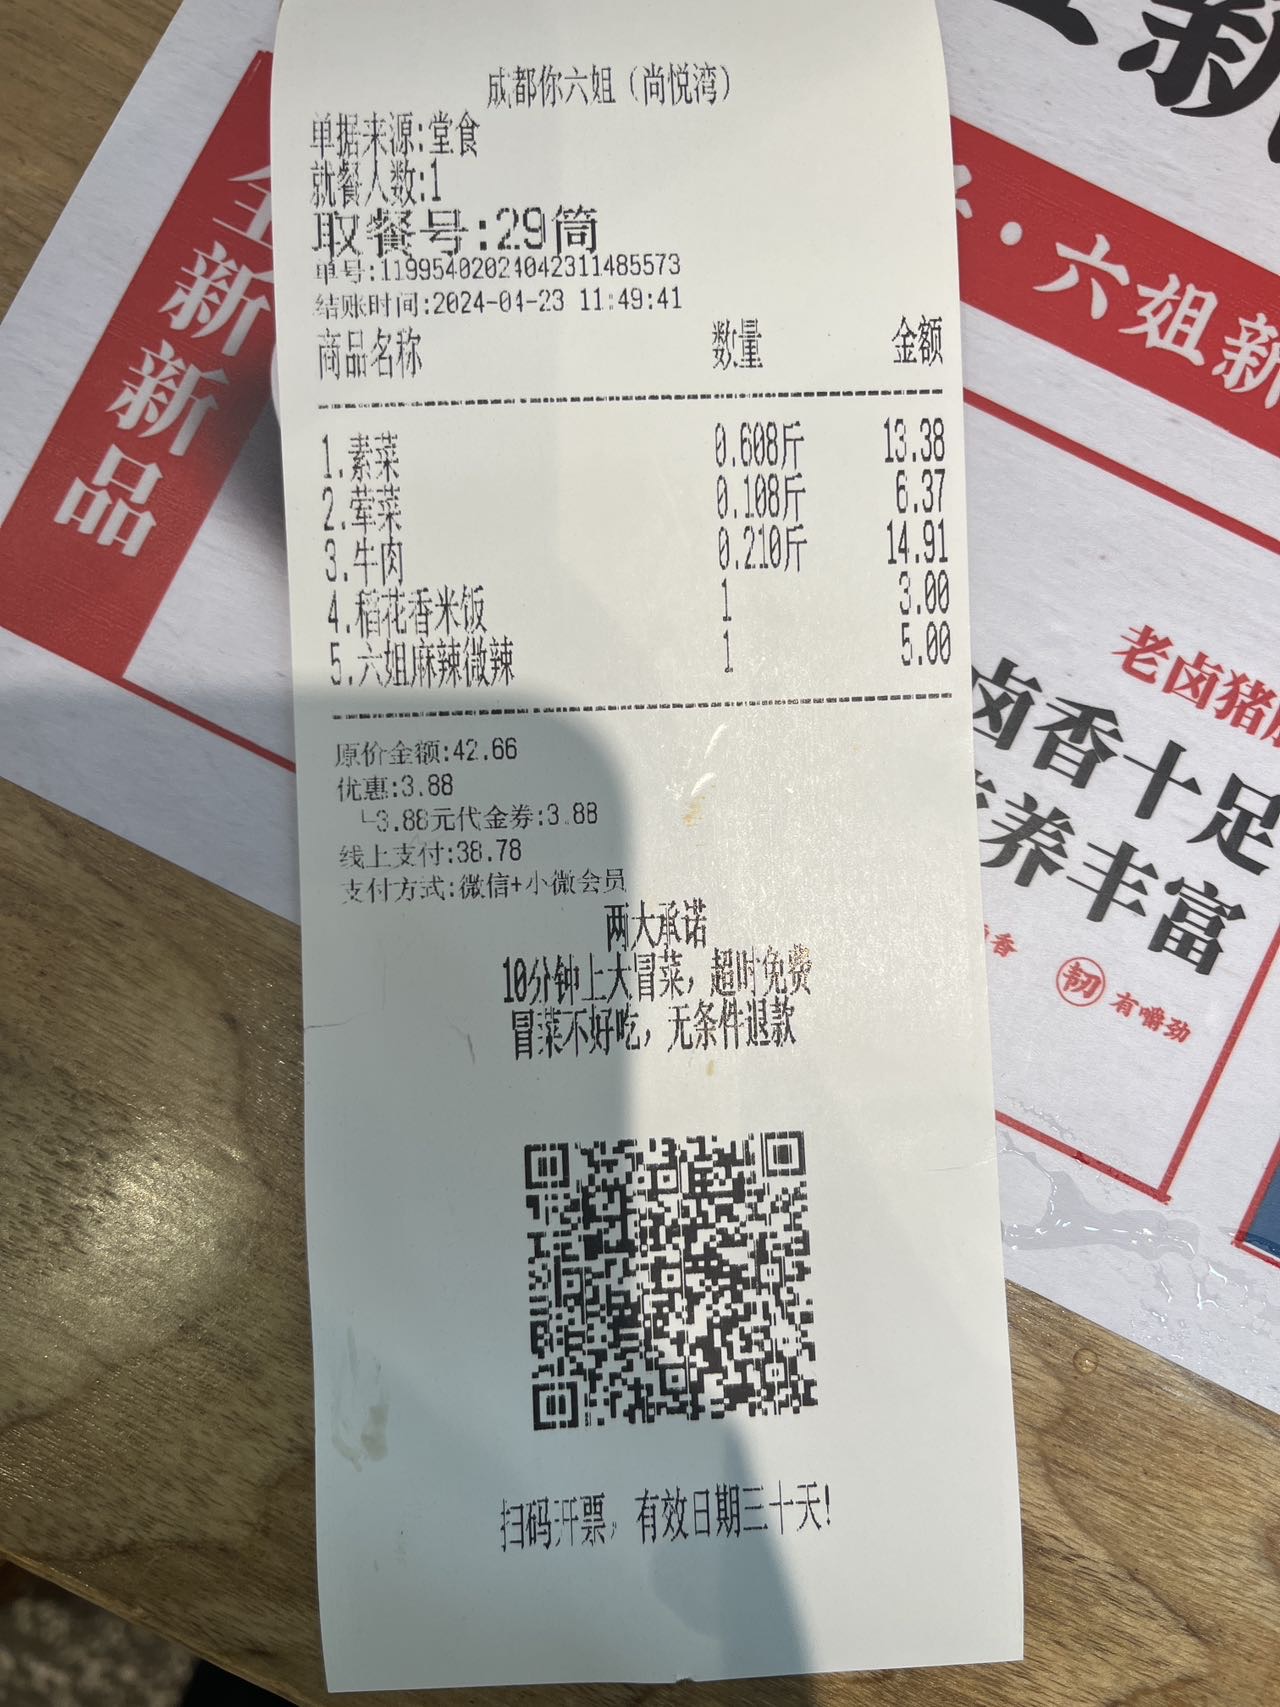 成都你六姐（尚悦湾）
单据来源:堂食
就餐人数:1
取餐号:29筒
单号:11995402024042311485573
结账时间:2024-04-23 11:49:41
商品名称 数量 金额
1.素菜 0.608斤 13.38
2.荤菜 0.108斤 6.37
3.牛肉 0.210斤 14.91
4.稻花香米饭 1 3.00
5.六姐麻辣微辣 1 5.00
原价金额:42.66
优惠:3.88
└3.88元代金券:3.88
线上支付:38.78
支付方式:微信+小微会员
两大承诺
10分钟上大冒菜，超时免费
冒菜不好吃，无条件退款
扫码开票，有效日期三十天!
全新新品
新
·六姐新
老卤猪
卤香十足
养丰富
香
韧 有嚼劲